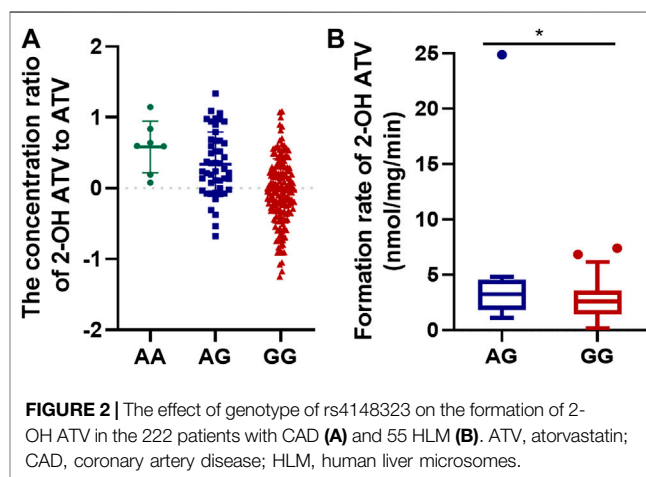 A
The concentration ratio
of 2-OH ATV to ATV
2
1
0
-1
-2
AA AG GG
B
*
Formation rate of 2-OH ATV
(nmol/mg/min)
25
20
15
10
5
0
AG GG
FIGURE 2 | The effect of genotype of rs4148323 on the formation of 2-
OH ATV in the 222 patients with CAD (A) and 55 HLM (B). ATV, atorvastatin;
CAD, coronary artery disease; HLM, human liver microsomes.